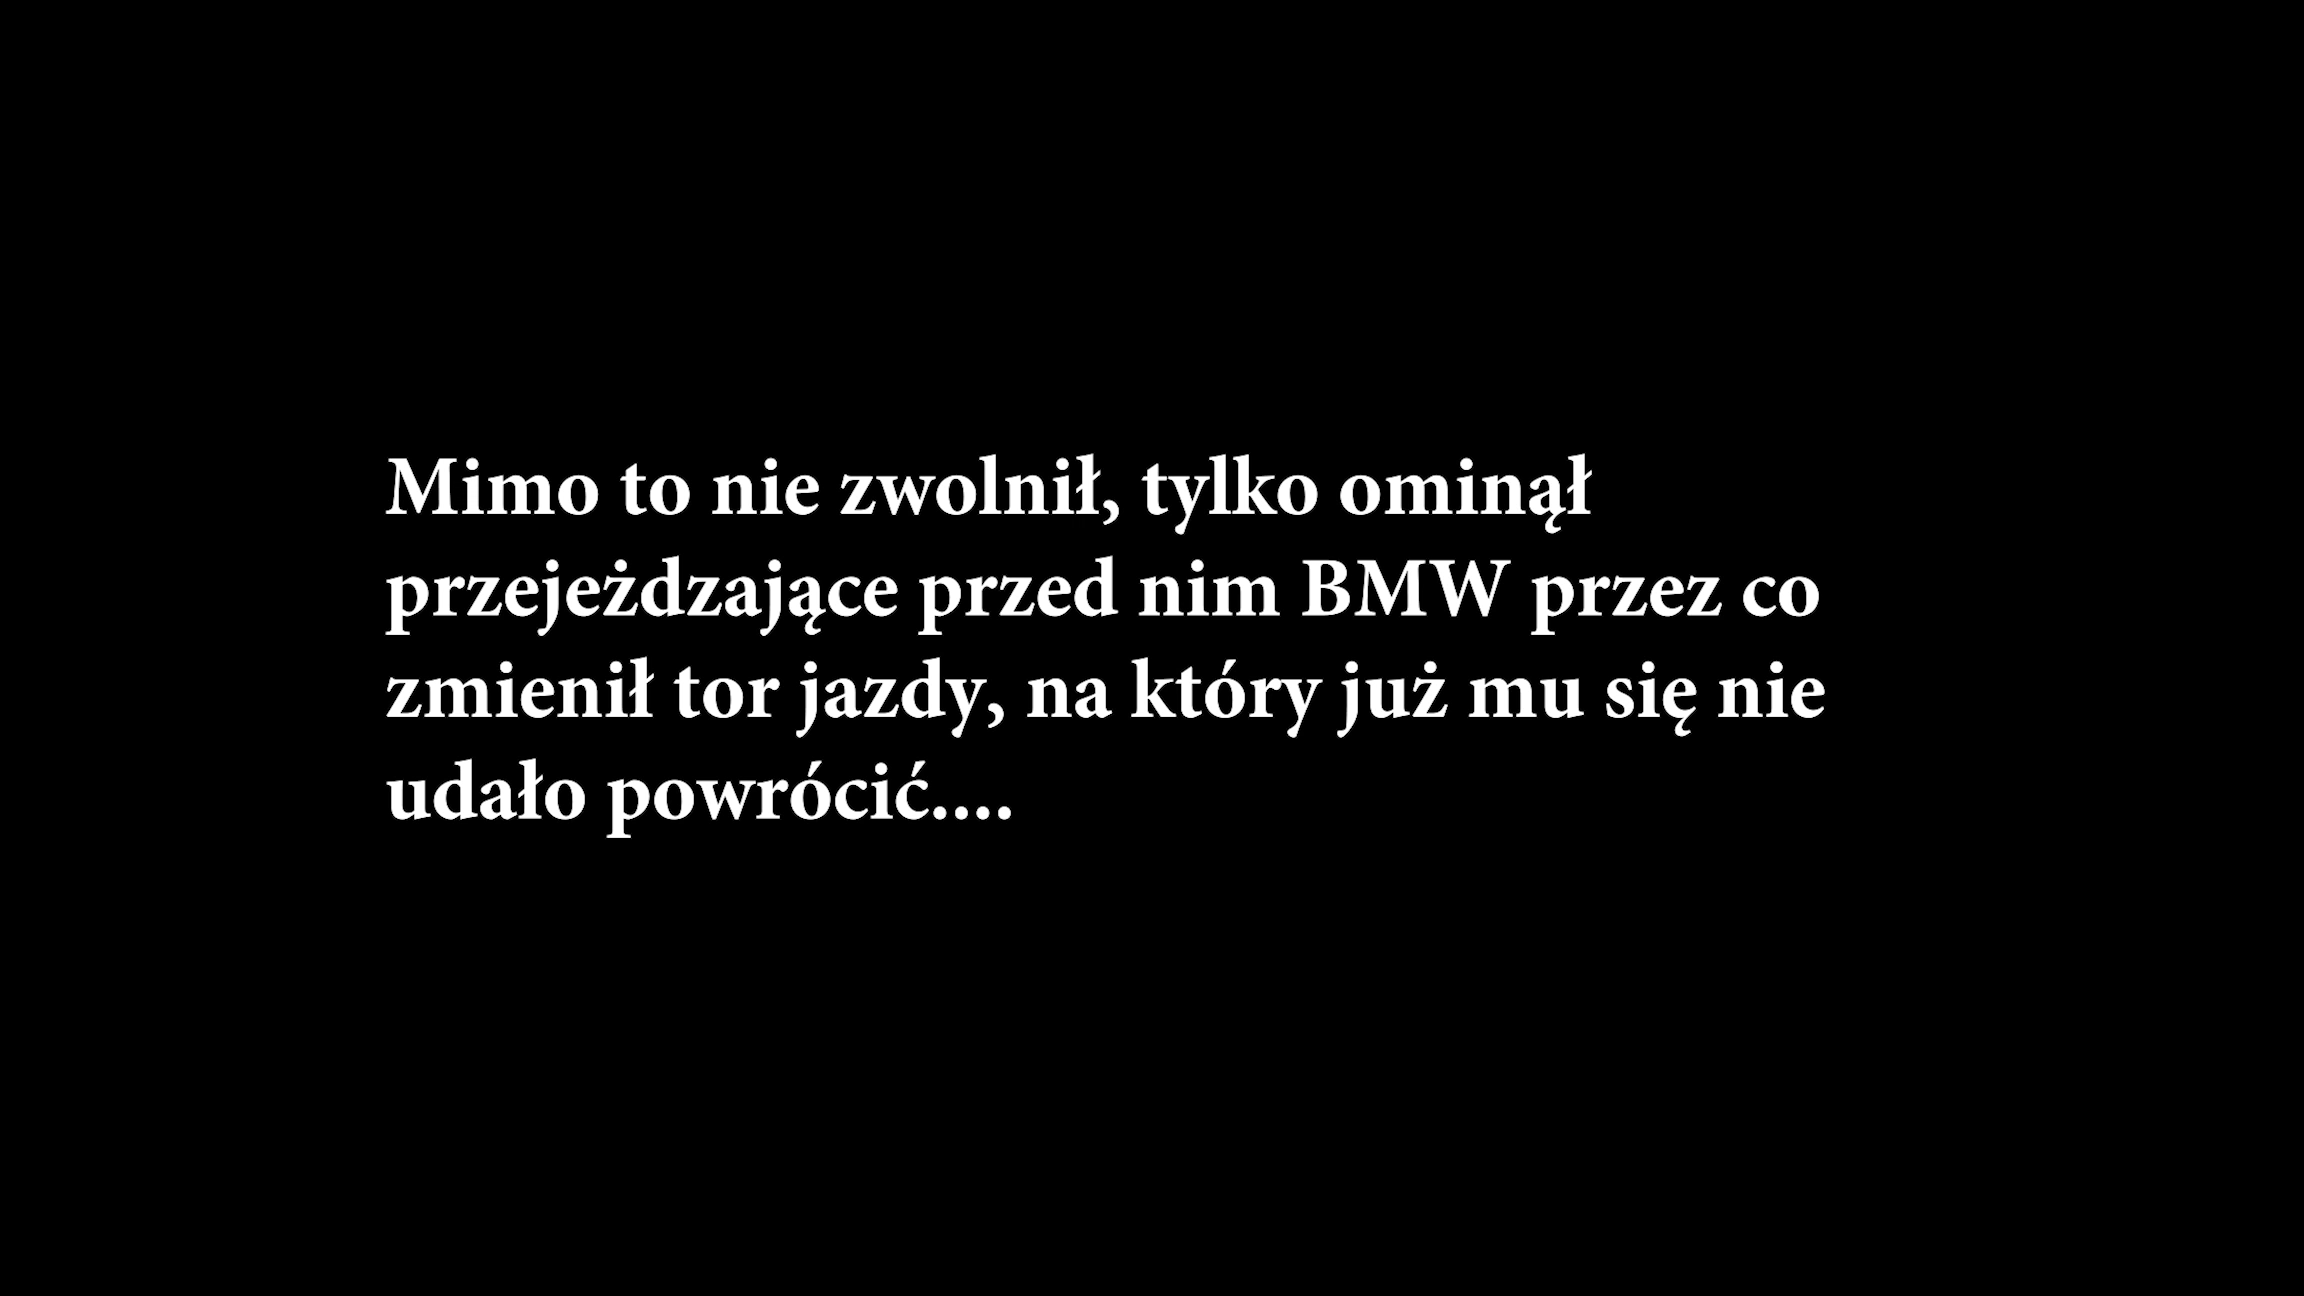 Mimo to nie zwolnił, tylko ominął
przejeżdzające przed nim BMW przez co
zmienił tor jazdy, na który już mu się nie
udało powrócić....